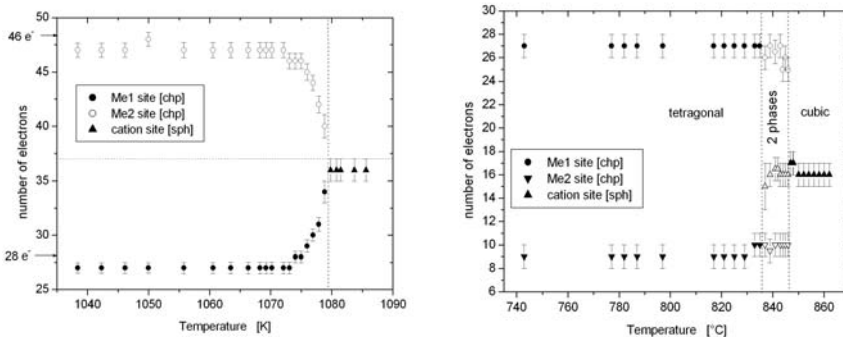 50
46 e⁻
45
40
35
30
28 e⁻
25
number of electrons
Me1 site [chp]
Me2 site [chp]
cation site [sph]
1040 1050 1060 1070 1080 1090
Temperature [K]
30
28
26
24
22
20
18
16
14
12
10
8
6
4
number of electrons
tetragonal
2 phases
cubic
Me1 site [chp]
Me2 site [chp]
cation site [sph]
740 760 780 800 820 840 860
Temperature [°C]